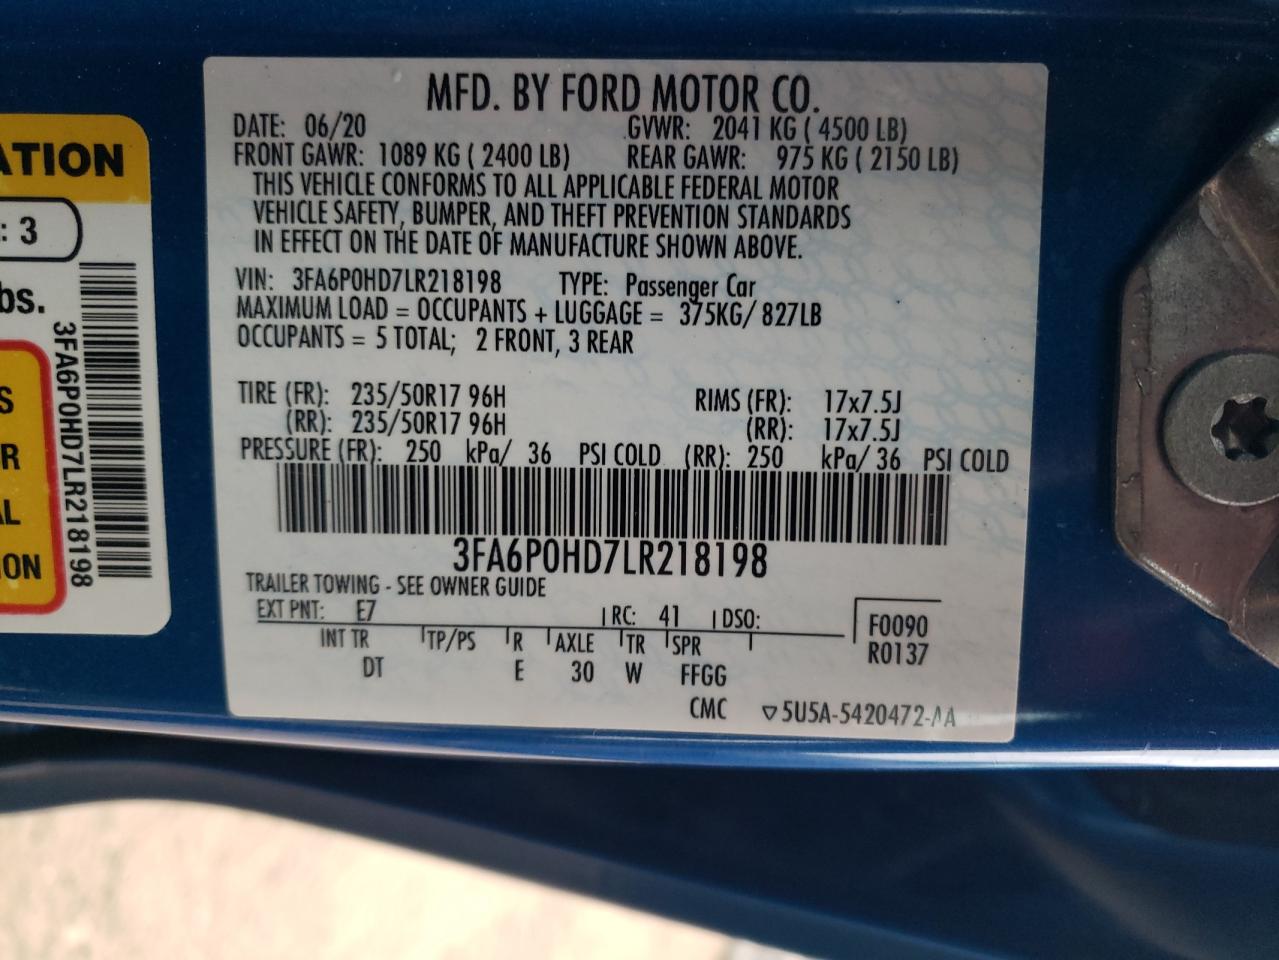 MFD. BY FORD MOTOR CO.
DATE: 06/20 GVWR: 2041 KG ( 4500 LB)
FRONT GAWR: 1089 KG ( 2400 LB) REAR GAWR: 975 KG ( 2150 LB)
THIS VEHICLE CONFORMS TO ALL APPLICABLE FEDERAL MOTOR
VEHICLE SAFETY, BUMPER, AND THEFT PREVENTION STANDARDS
IN EFFECT ON THE DATE OF MANUFACTURE SHOWN ABOVE.
VIN: 3FA6P0HD7LR218198 TYPE: Passenger Car
MAXIMUM LOAD = OCCUPANTS + LUGGAGE = 375KG/ 827LB
OCCUPANTS = 5 TOTAL; 2 FRONT, 3 REAR
TIRE (FR): 235/50R17 96H RIMS (FR): 17x7.5J
(RR): 235/50R17 96H (RR): 17x7.5J
PRESSURE (FR): 250 kPa/ 36 PSI COLD (RR): 250 kPa/ 36 PSI COLD
3FA6P0HD7LR218198
TRAILER TOWING - SEE OWNER GUIDE
EXT PNT: E7 RC: 41 DSO:
INT TR TP/PS R AXLE TR SPR
DT E 30 W FFGG
F0090
R0137
CMC ▽5U5A-5420472-AA
ATION
: 3
bs.
S
R
AL
ION
3FA6P0HD7LR218198